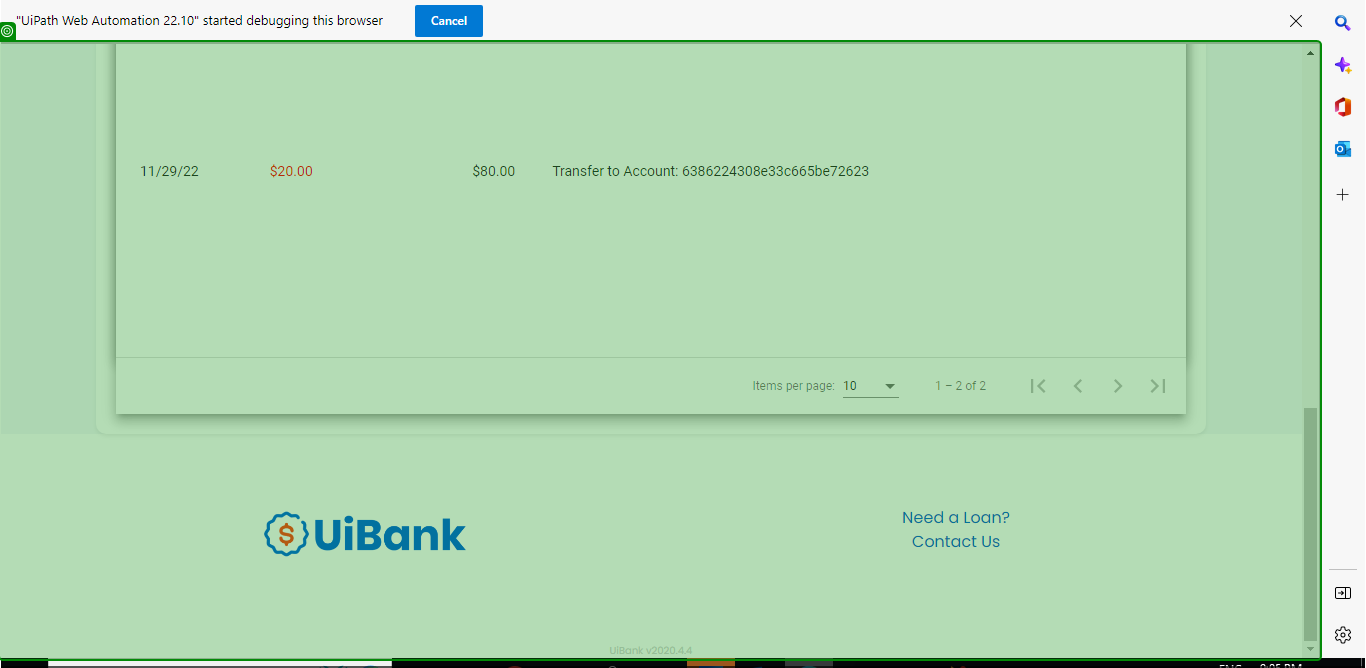 "UiPath Web Automation 22.10" started debugging this browser
Cancel
11/29/22 $20.00 $80.00 Transfer to Account: 6386224308e33c665be72623
Items per page: 10 1 – 2 of 2
UiBank
Need a Loan?
Contact Us
UiBank v2020.4.4